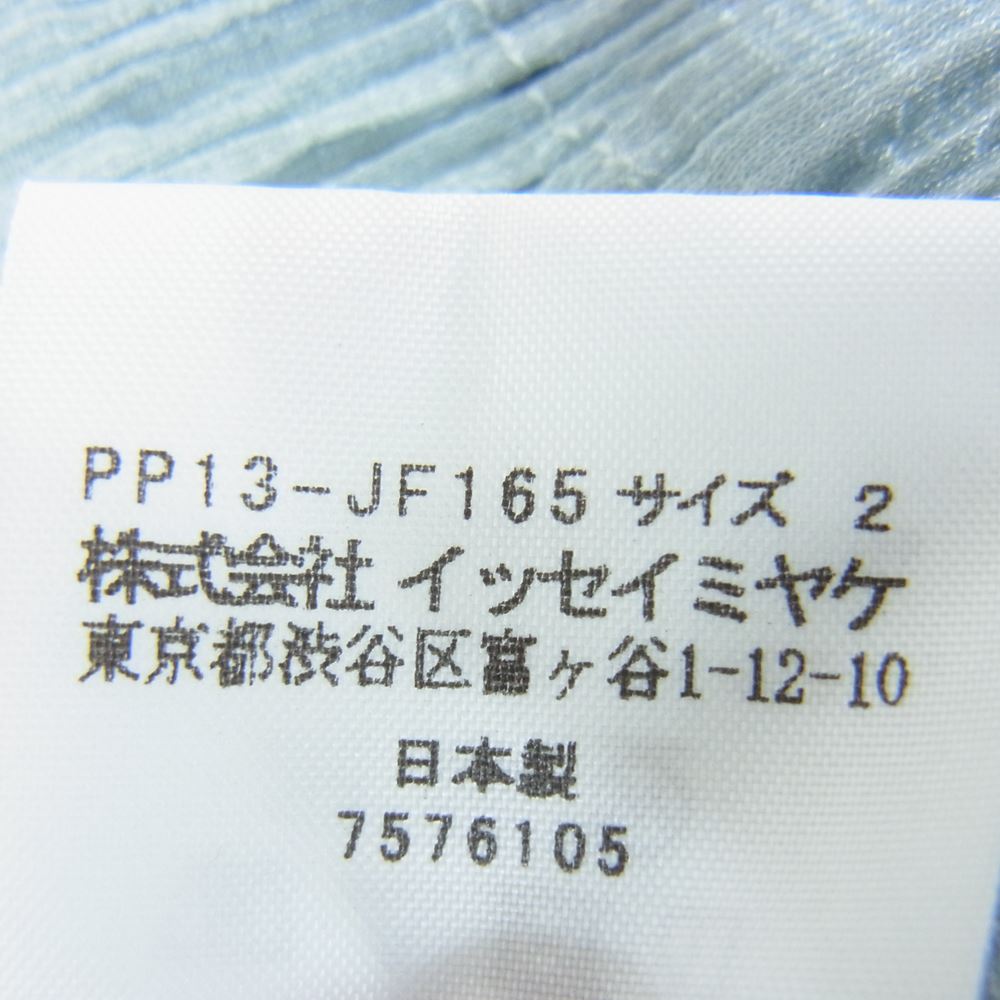 PP13-JF165 サイズ 2
株式会社 イッセイミヤケ
東京都渋谷区富ヶ谷1-12-10
日本製
7576105